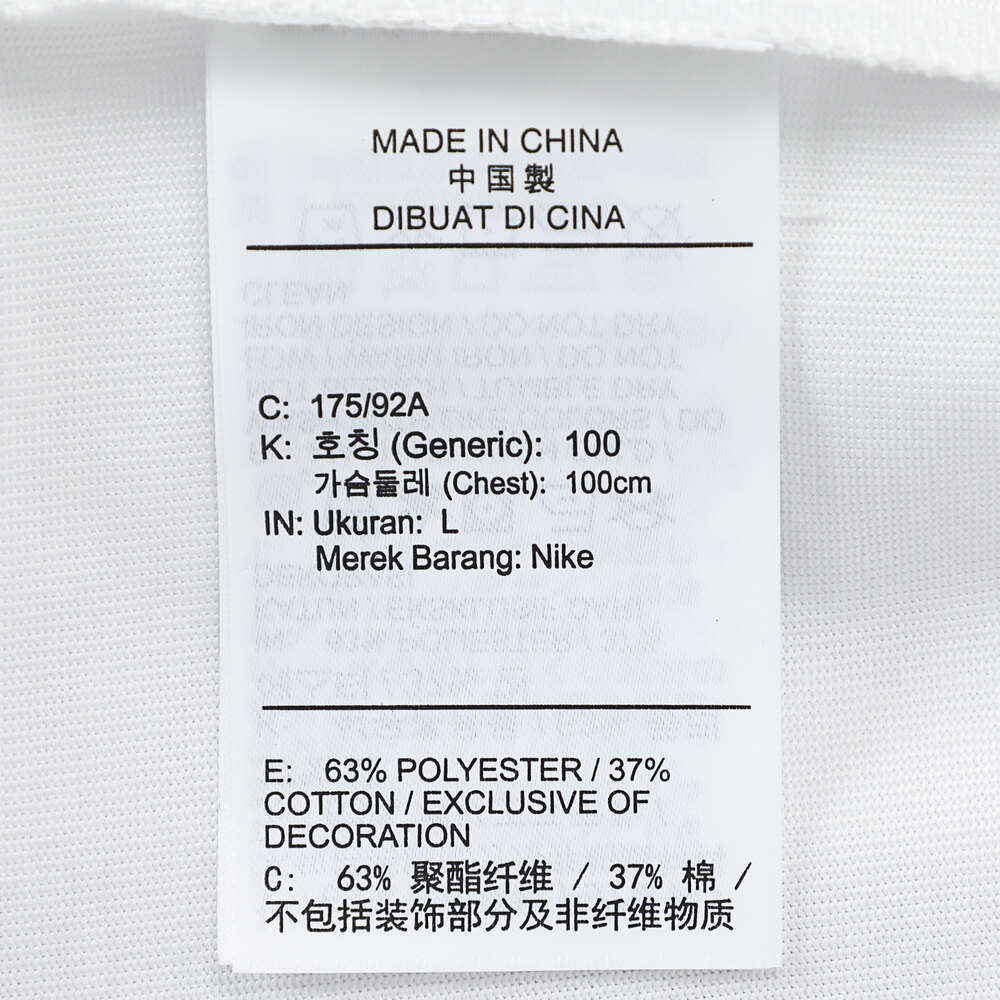 MADE IN CHINA
中国製
DIBUAT DI CINA
C: 175/92A
K: 호칭 (Generic): 100
가슴둘레 (Chest): 100cm
IN: Ukuran: L
Merek Barang: Nike
E: 63% POLYESTER / 37%
COTTON / EXCLUSIVE OF
DECORATION
C: 63% 聚酯纤维 / 37% 棉 /
不包括装饰部分及非纤维物质